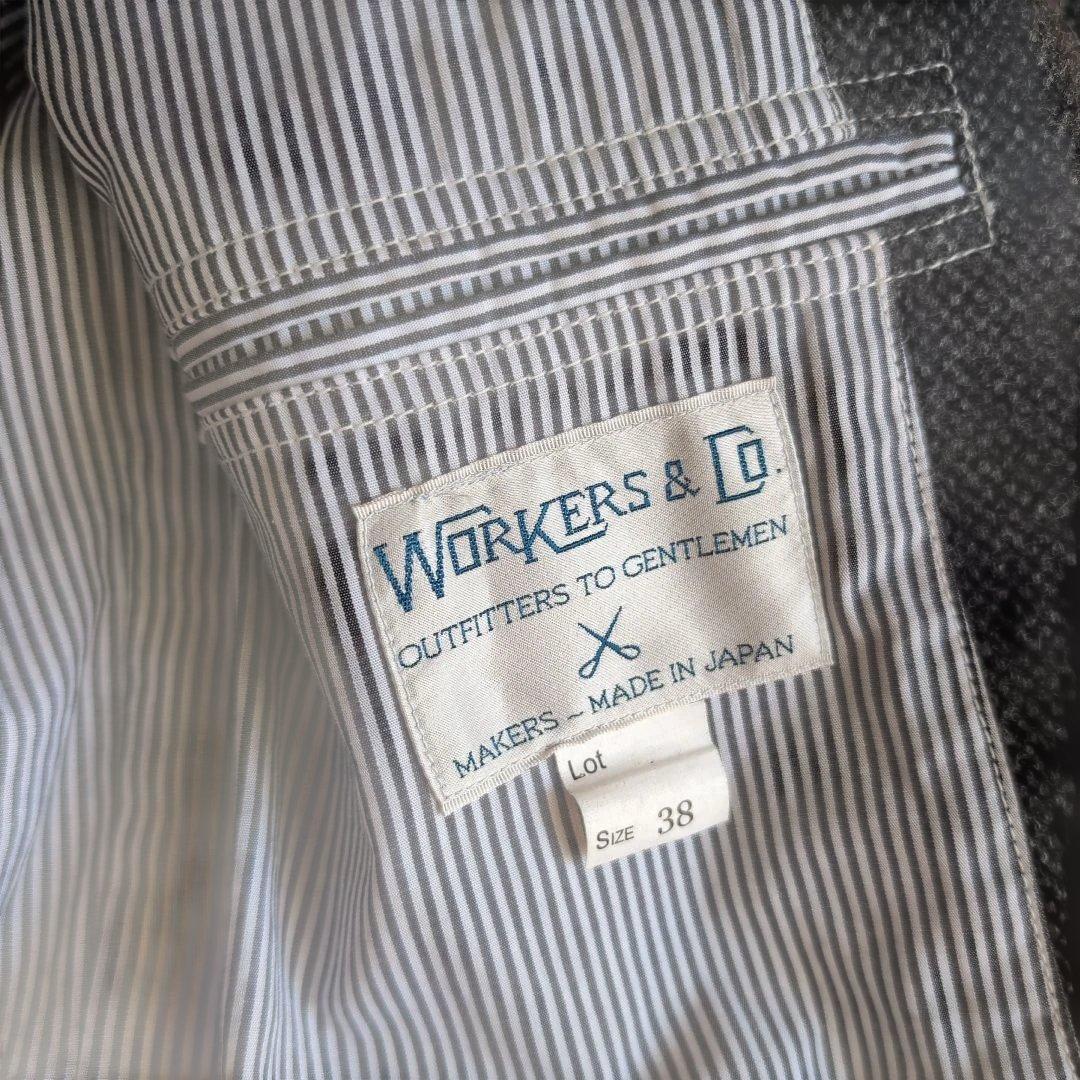 WORKERS & CO.
OUTFITTERS TO GENTLEMEN
MAKERS ~ MADE IN JAPAN
Lot
SIZE 38